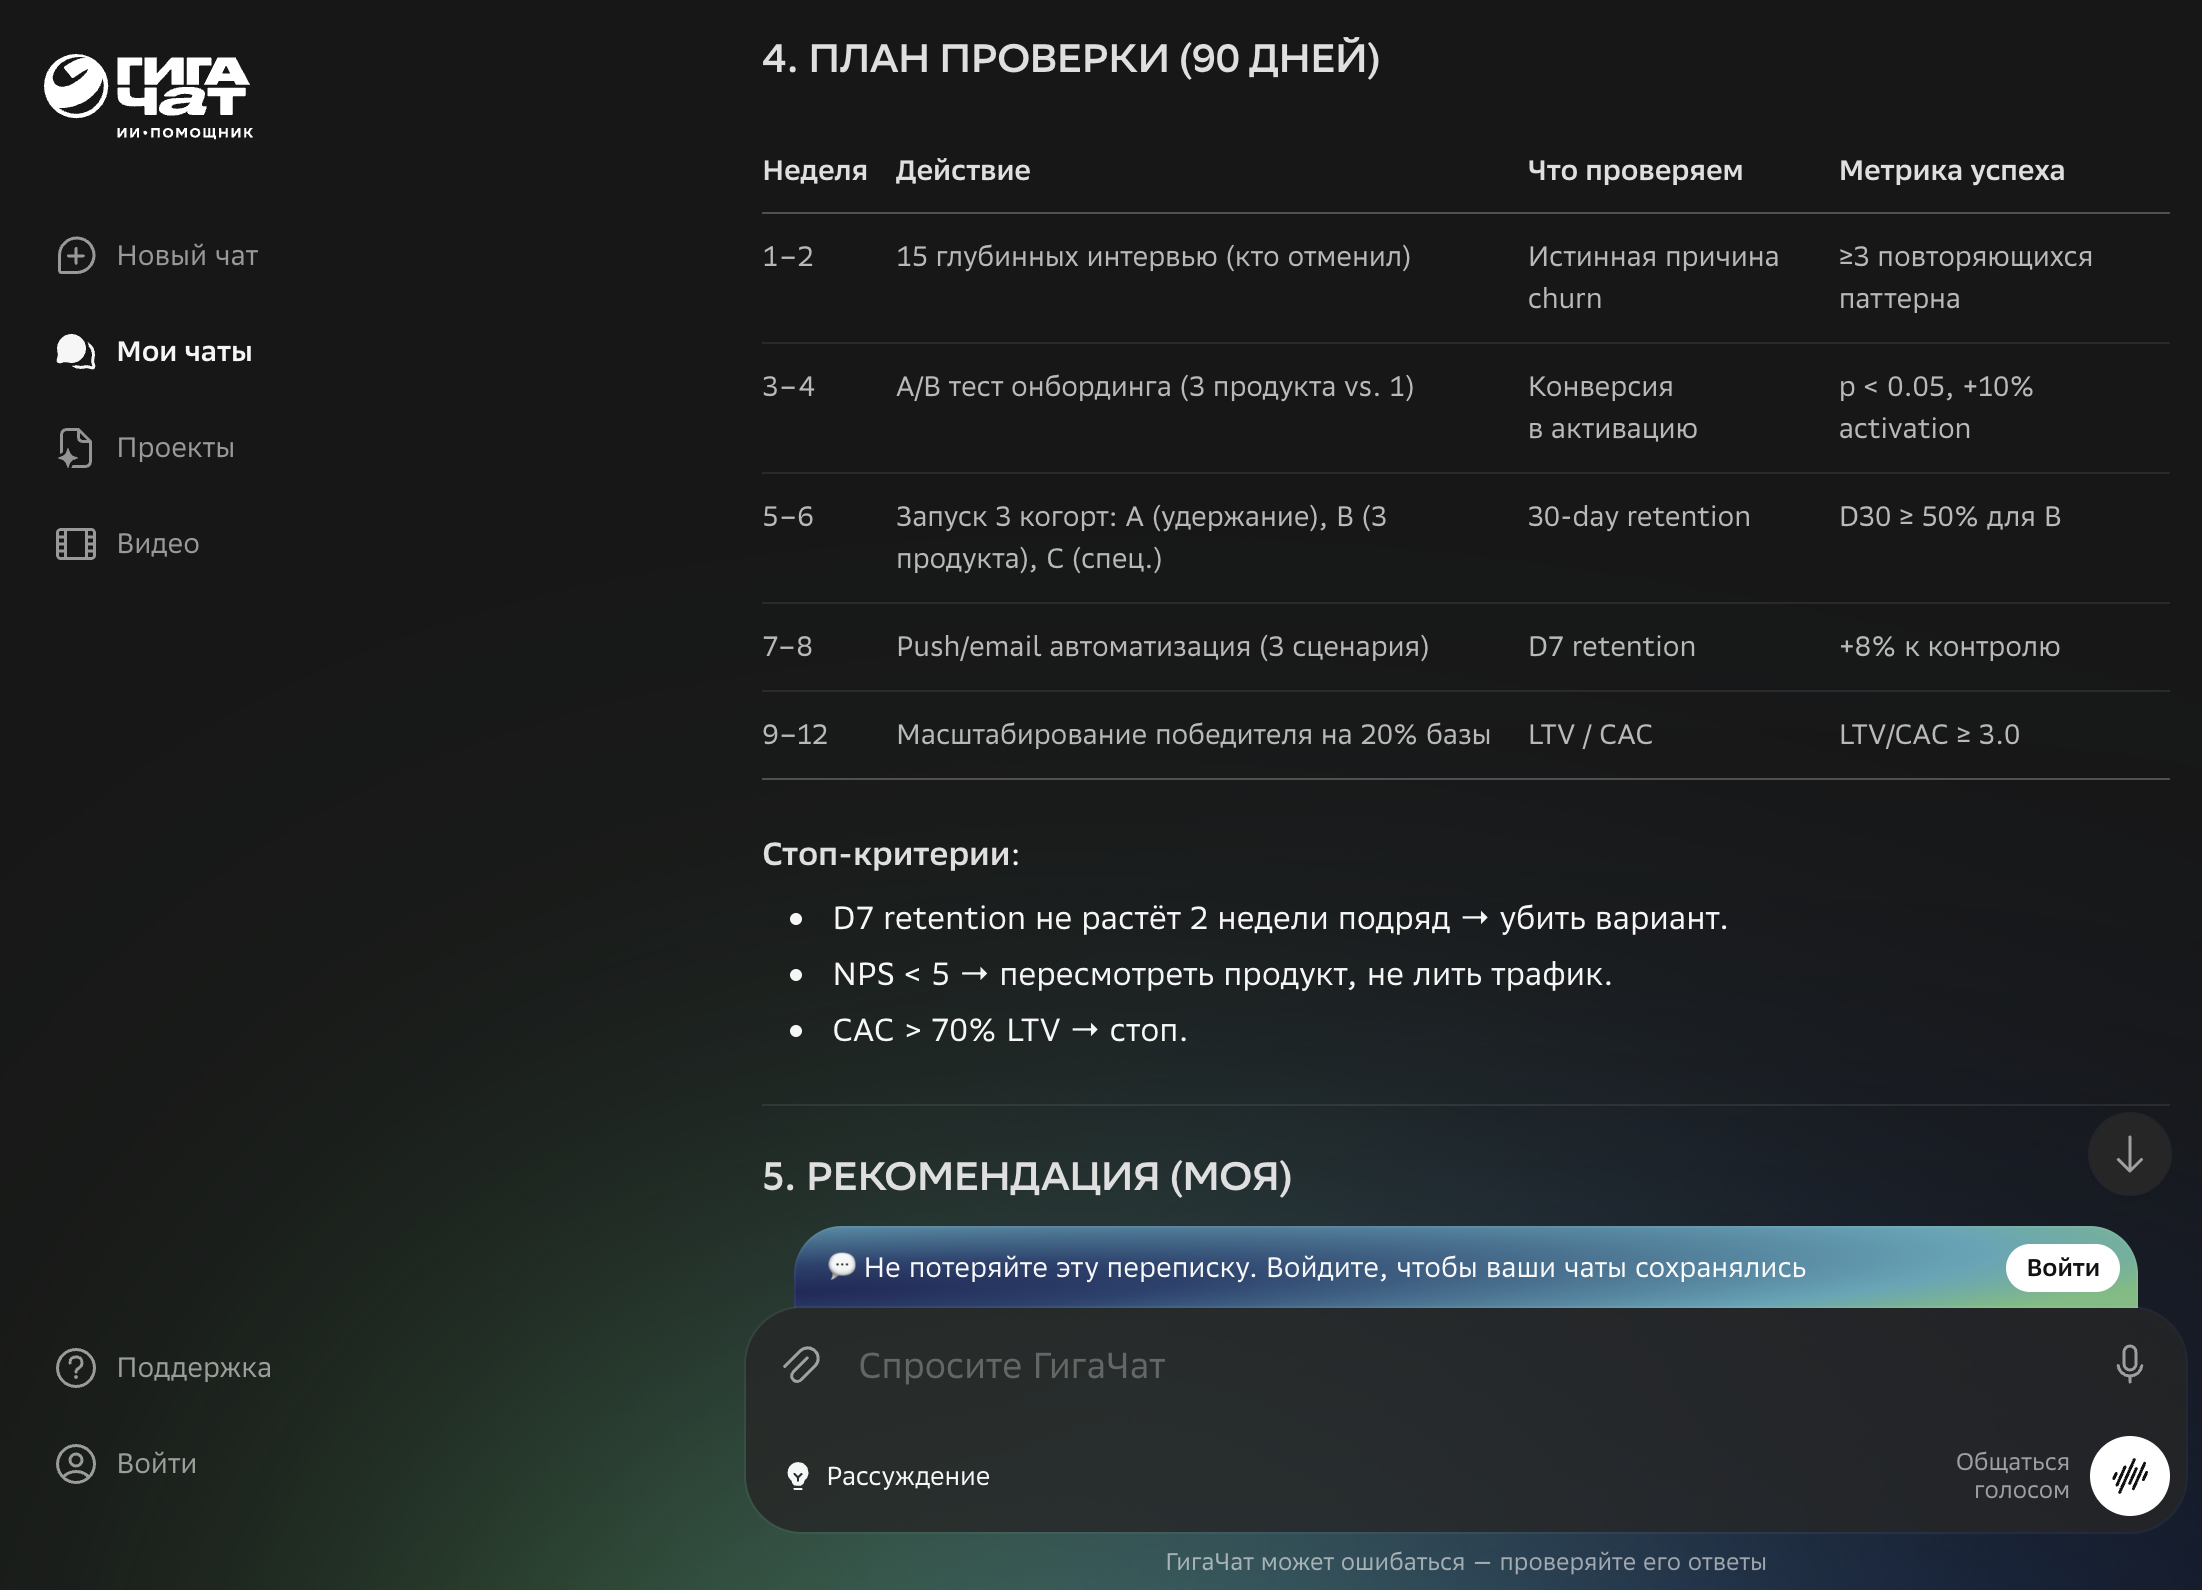 ГИГА
ЧАТ
ИИ•ПОМОЩНИК
Новый чат
Мои чаты
Проекты
Видео
Поддержка
Войти
4. ПЛАН ПРОВЕРКИ (90 ДНЕЙ)
Неделя Действие Что проверяем Метрика успеха
1–2 15 глубинных интервью (кто отменил) Истинная причина ≥3 повторяющихся
churn паттерна
3–4 A/B тест онбординга (3 продукта vs. 1) Конверсия p < 0.05, +10%
в активацию activation
5–6 Запуск 3 когорт: A (удержание), B (3 30-day retention D30 ≥ 50% для B
продукта), C (спец.)
7–8 Push/email автоматизация (3 сценария) D7 retention +8% к контролю
9–12 Масштабирование победителя на 20% базы LTV / CAC LTV/CAC ≥ 3.0
Стоп-критерии:
• D7 retention не растёт 2 недели подряд → убить вариант.
• NPS < 5 → пересмотреть продукт, не лить трафик.
• CAC > 70% LTV → стоп.
5. РЕКОМЕНДАЦИЯ (МОЯ)
💬 Не потеряйте эту переписку. Войдите, чтобы ваши чаты сохранялись Войти
Спросите ГигаЧат
Рассуждение
Общаться
голосом
ГигаЧат может ошибаться — проверяйте его ответы